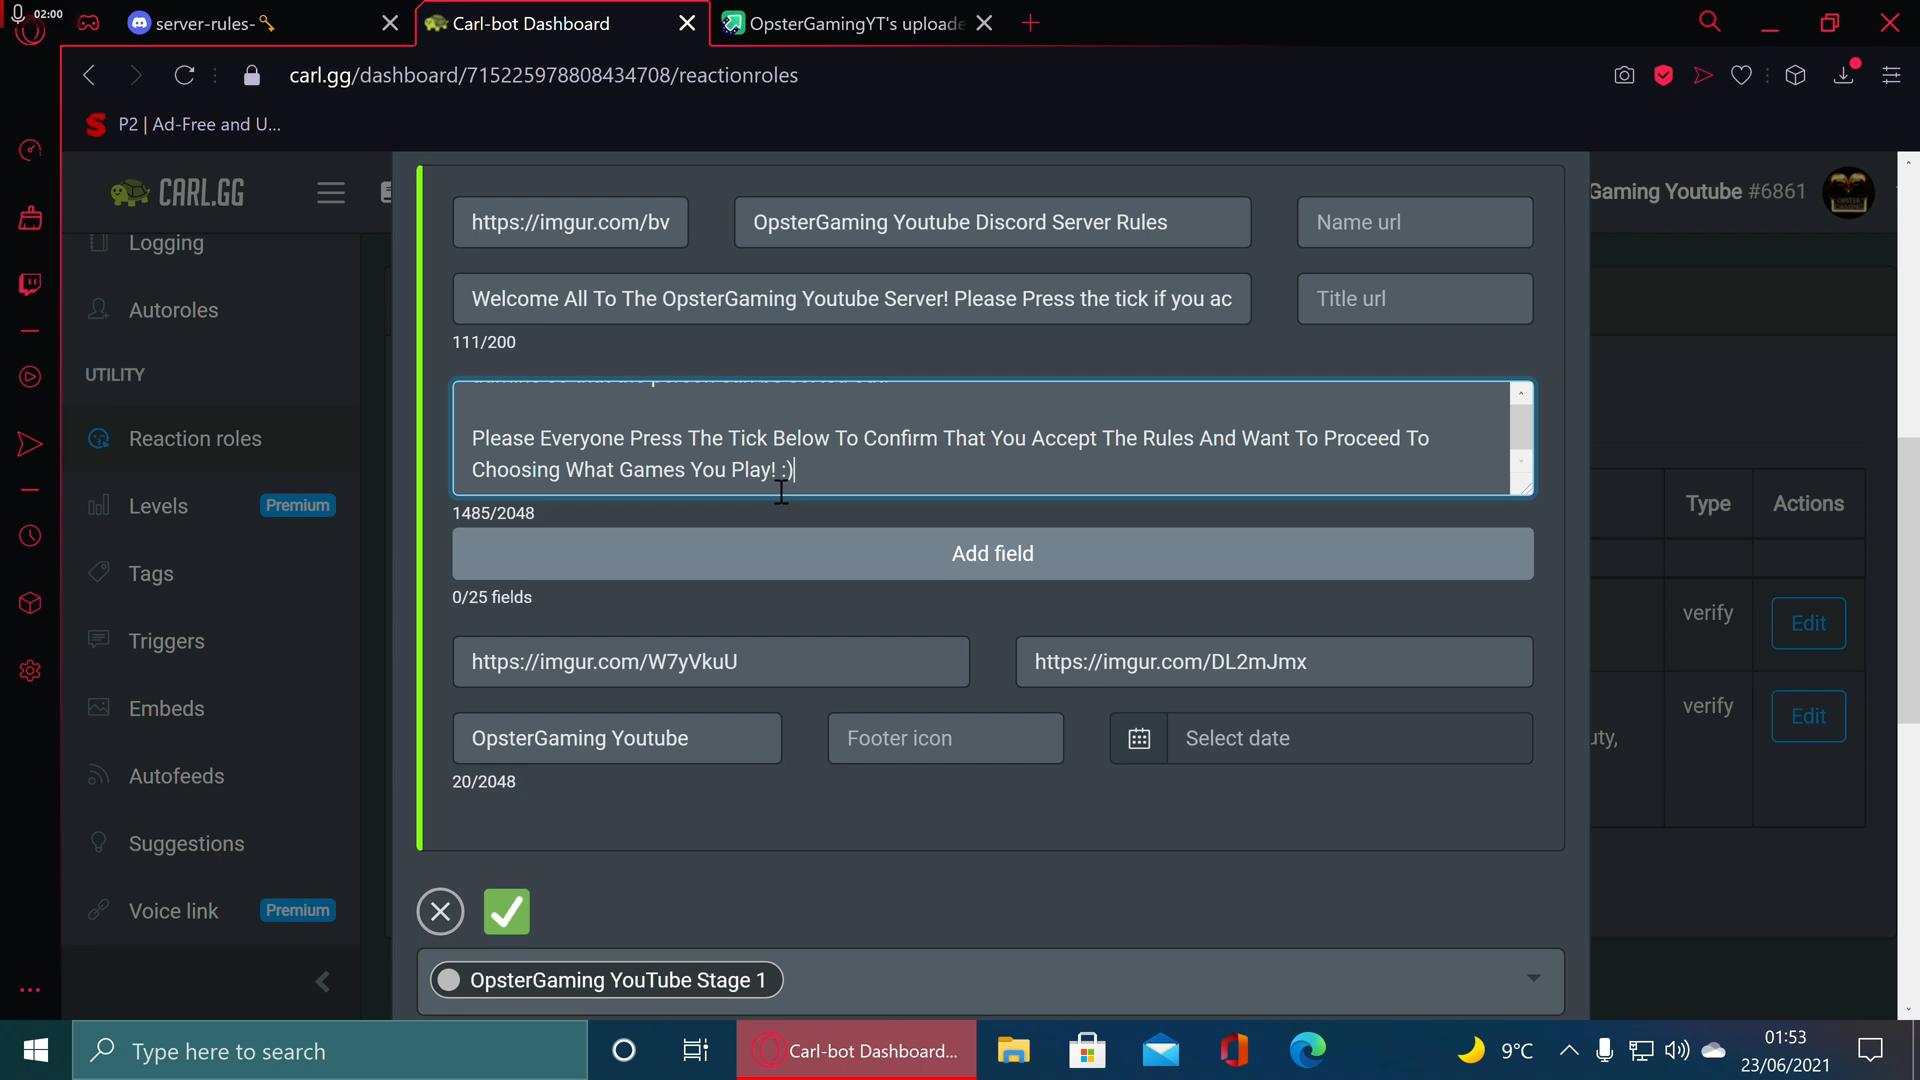 02:00
server-rules-
Carl-bot Dashboard
OpsterGamingYT's uploade
carl.gg/dashboard/715225978808434708/reactionroles
S P2 | Ad-Free and U...
CARL.GG
Gaming Youtube #6861
Logging
Autoroles
UTILITY
Reaction roles
Levels Premium
Tags
Triggers
Embeds
Autofeeds
Suggestions
Voice link Premium
https://imgur.com/bv
OpsterGaming Youtube Discord Server Rules
Name url
Welcome All To The OpsterGaming Youtube Server! Please Press the tick if you ac
Title url
111/200
Please Everyone Press The Tick Below To Confirm That You Accept The Rules And Want To Proceed To
Choosing What Games You Play! :)
1485/2048
Add field
0/25 fields
https://imgur.com/W7yVkuU
https://imgur.com/DL2mJmx
OpsterGaming Youtube
Footer icon
Select date
20/2048
OpsterGaming YouTube Stage 1
Type
Actions
verify
Edit
verify
Edit
uty,
Type here to search
Carl-bot Dashboard...
9°C
01:53
23/06/2021